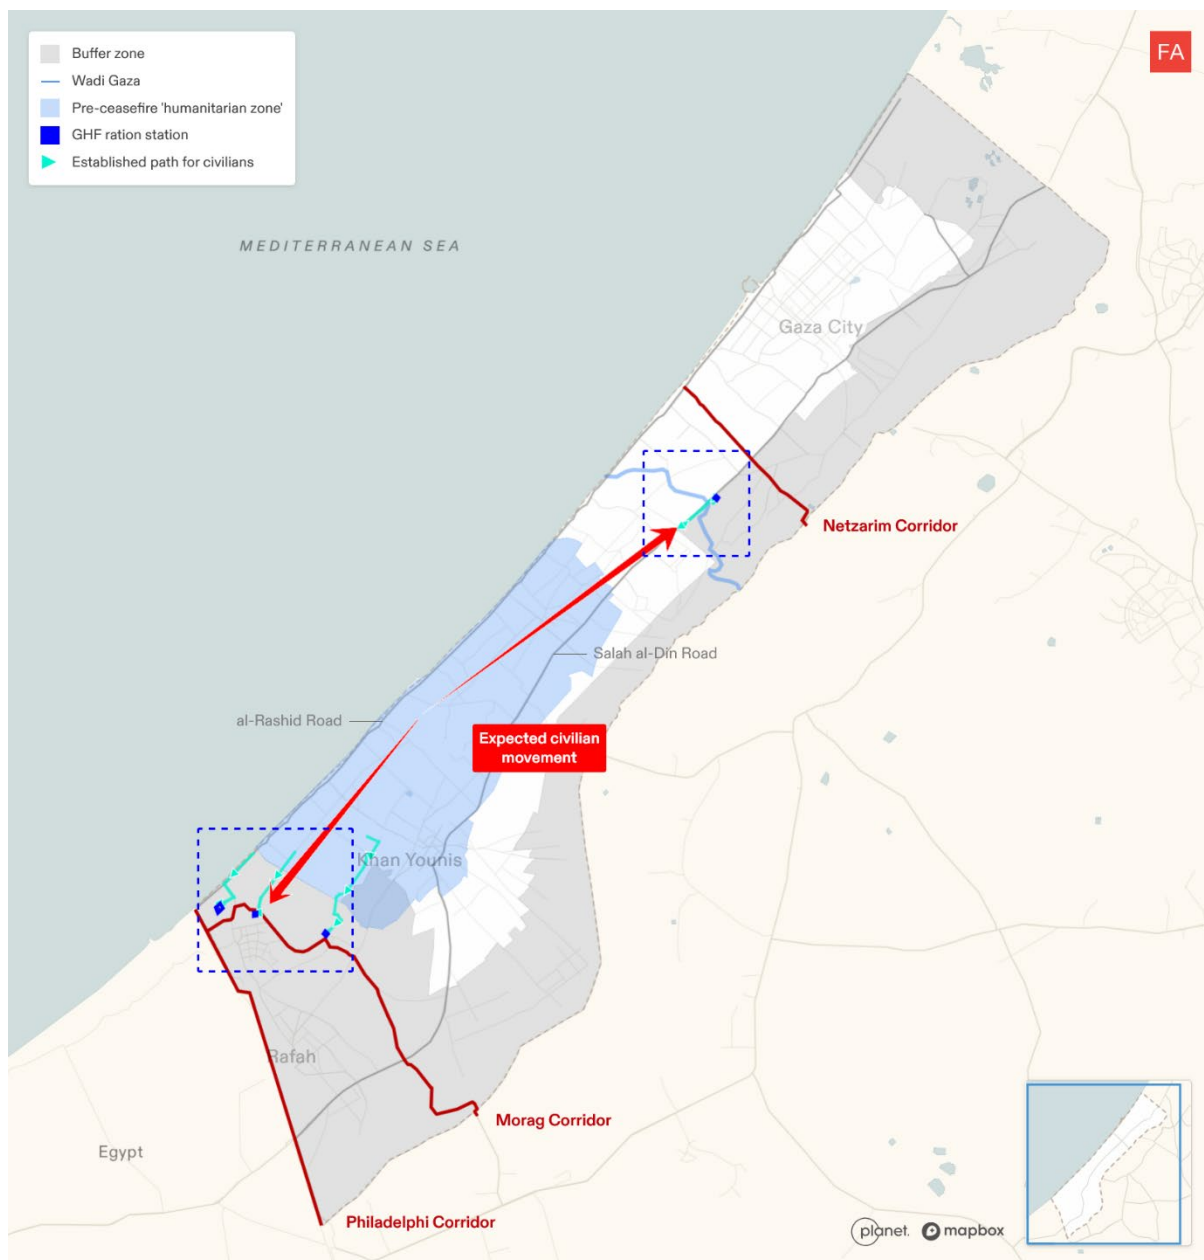 Buffer zone
Wadi Gaza
Pre-ceasefire 'humanitarian zone'
GHF ration station
Established path for civilians
FA
MEDITERRANEAN SEA
Gaza City
Netzarim Corridor
Salah al-Din Road
al-Rashid Road
Expected civilian
movement
Khan Younis
Rafah
Morag Corridor
Egypt
Philadelphi Corridor
planet.
mapbox